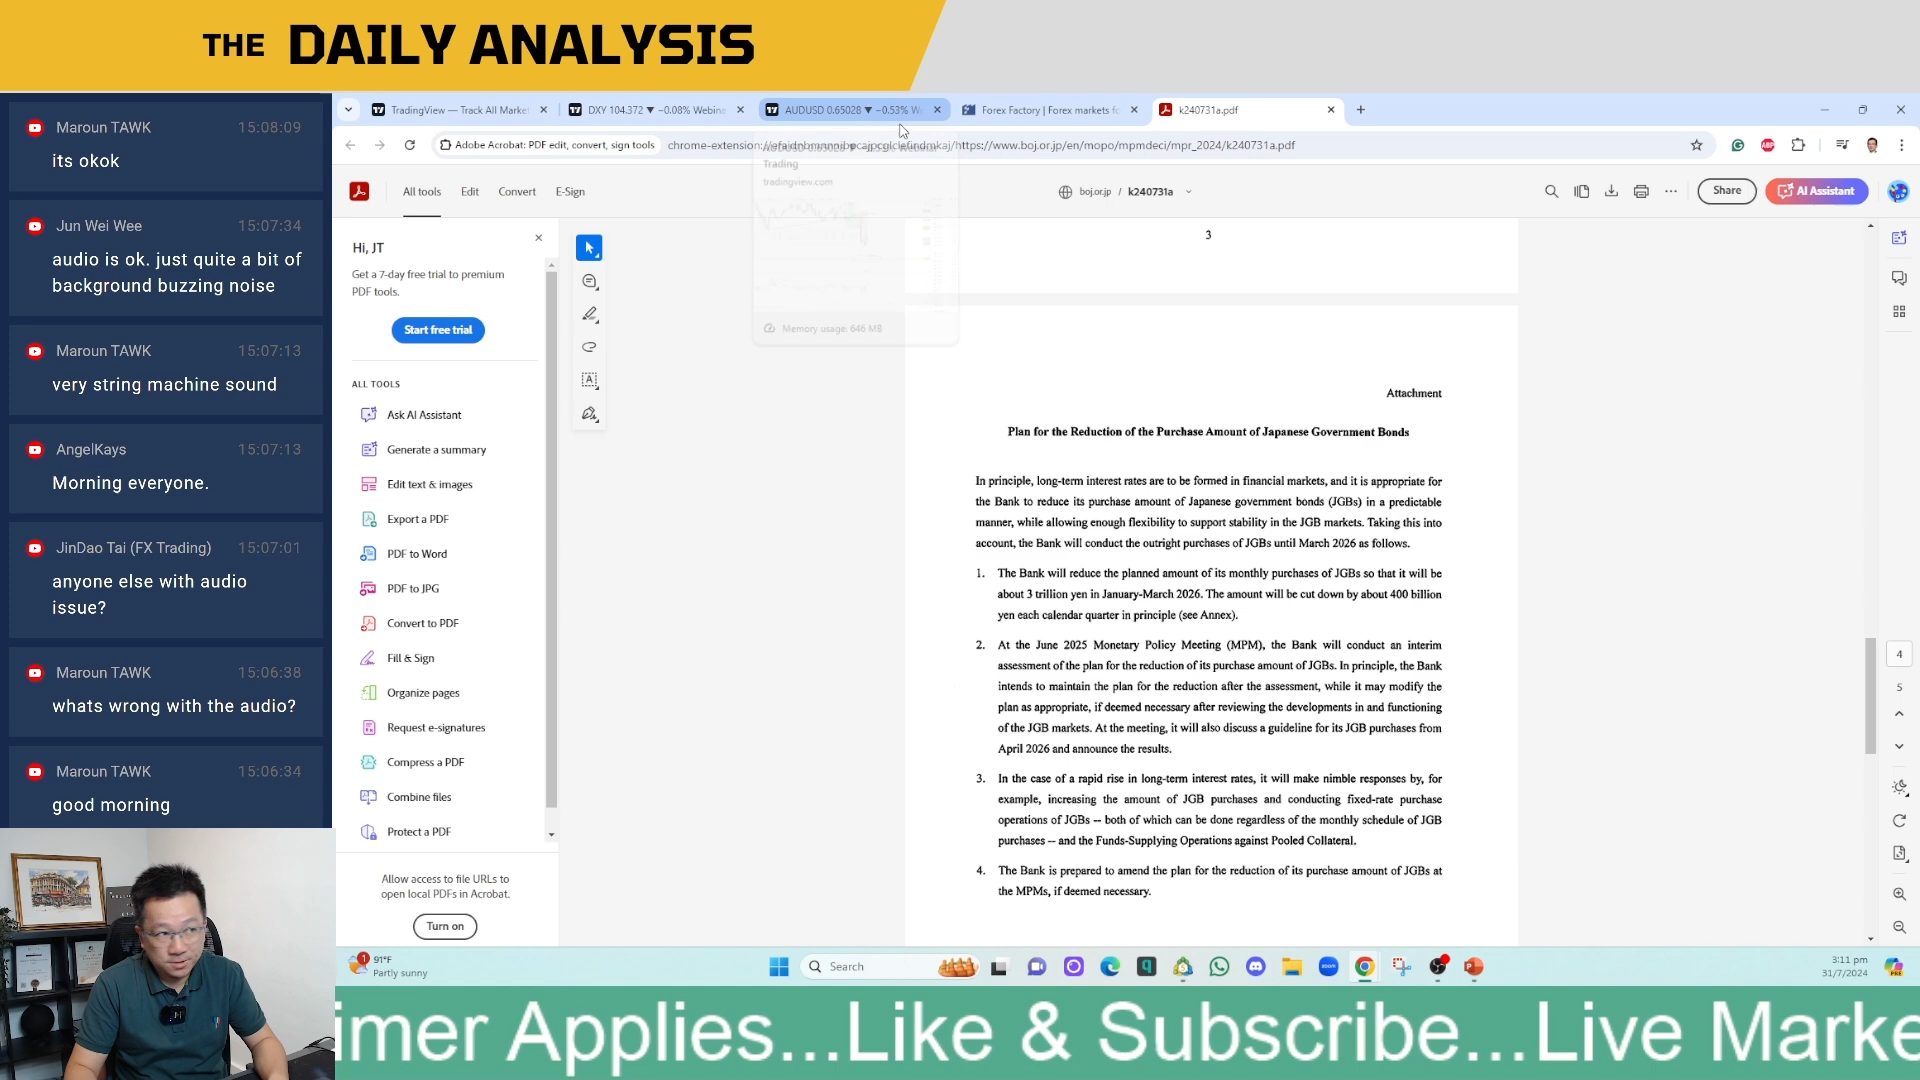 THE DAILY ANALYSIS
Maroun TAWK 15:08:09
its okok
Jun Wei Wee 15:07:34
audio is ok. just quite a bit of
background buzzing noise
Maroun TAWK 15:07:13
very string machine sound
AngelKays 15:07:13
Morning everyone.
JinDao Tai (FX Trading) 15:07:01
anyone else with audio
issue?
Maroun TAWK 15:06:38
whats wrong with the audio?
Maroun TAWK 15:06:34
good morning
TradingView — Track All Market
DXY 104.372 ▼ −0.08% Webina
AUDUSD 0.65028 ▼ −0.53% We
Forex Factory | Forex markets fo
k240731a.pdf
Adobe Acrobat: PDF edit, convert, sign tools
https://www.boj.or.jp/en/mopo/mpmdeci/mpr_2024/k240731a.pdf
Trading
tradingview.com
Memory usage: 646 MB
All tools
Edit
Convert
E-Sign
boj.or.jp / k240731a
Share
AI Assistant
Hi, JT
Get a 7-day free trial to premium
PDF tools.
Start free trial
ALL TOOLS
Ask AI Assistant
Generate a summary
Edit text & images
Export a PDF
PDF to Word
PDF to JPG
Convert to PDF
Fill & Sign
Organize pages
Request e-signatures
Compress a PDF
Combine files
Protect a PDF
Allow access to file URLs to
open local PDFs in Acrobat.
Turn on
3
Attachment
Plan for the Reduction of the Purchase Amount of Japanese Government Bonds
In principle, long-term interest rates are to be formed in financial markets, and it is appropriate for
the Bank to reduce its purchase amount of Japanese government bonds (JGBs) in a predictable
manner, while allowing enough flexibility to support stability in the JGB markets. Taking this into
account, the Bank will conduct the outright purchases of JGBs until March 2026 as follows.
1. The Bank will reduce the planned amount of its monthly purchases of JGBs so that it will be
about 3 trillion yen in January-March 2026. The amount will be cut down by about 400 billion
yen each calendar quarter in principle (see Annex).
2. At the June 2025 Monetary Policy Meeting (MPM), the Bank will conduct an interim
assessment of the plan for the reduction of its purchase amount of JGBs. In principle, the Bank
intends to maintain the plan for the reduction after the assessment, while it may modify the
plan as appropriate, if deemed necessary after reviewing the developments in and functioning
of the JGB markets. At the meeting, it will also discuss a guideline for its JGB purchases from
April 2026 and announce the results.
3. In the case of a rapid rise in long-term interest rates, it will make nimble responses by, for
example, increasing the amount of JGB purchases and conducting fixed-rate purchase
operations of JGBs -- both of which can be done regardless of the monthly schedule of JGB
purchases -- and the Funds-Supplying Operations against Pooled Collateral.
4. The Bank is prepared to amend the plan for the reduction of its purchase amount of JGBs at
the MPMs, if deemed necessary.
4
5
1
91°F
Partly sunny
Search
3:11 pm
31/7/2024
imer Applies...Like & Subscribe...Live Marke